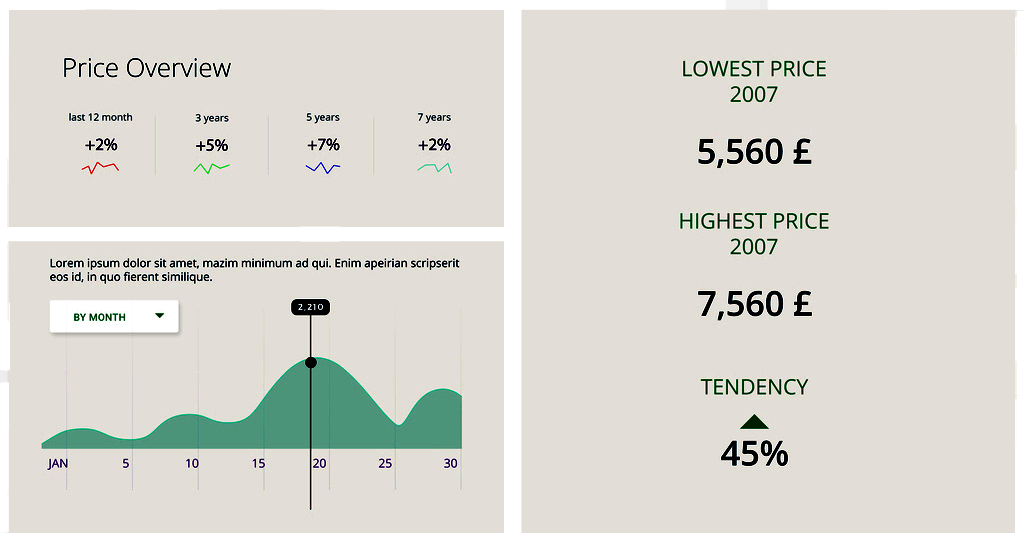 Price Overview
last 12 month
3 years
5 years
7 years
+2%
+5%
+7%
+2%
Lorem ipsum dolor sit amet, mazim minimum ad qui. Enim apeirian scripserit
eos id, in quo fierent similique.
BY MONTH
2,210
JAN 5 10 15 20 25 30
LOWEST PRICE
2007
5,560 £
HIGHEST PRICE
2007
7,560 £
TENDENCY
45%